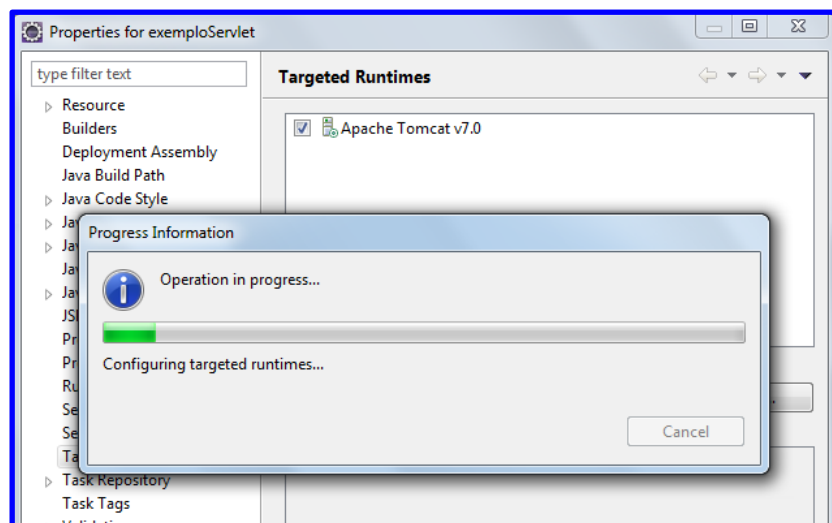 Properties for exemploServlet
type filter text
Targeted Runtimes
Resource
Builders
Deployment Assembly
Java Build Path
Java Code Style
Apache Tomcat v7.0
Progress Information
Operation in progress...
Configuring targeted runtimes...
Cancel
Task Repository
Task Tags